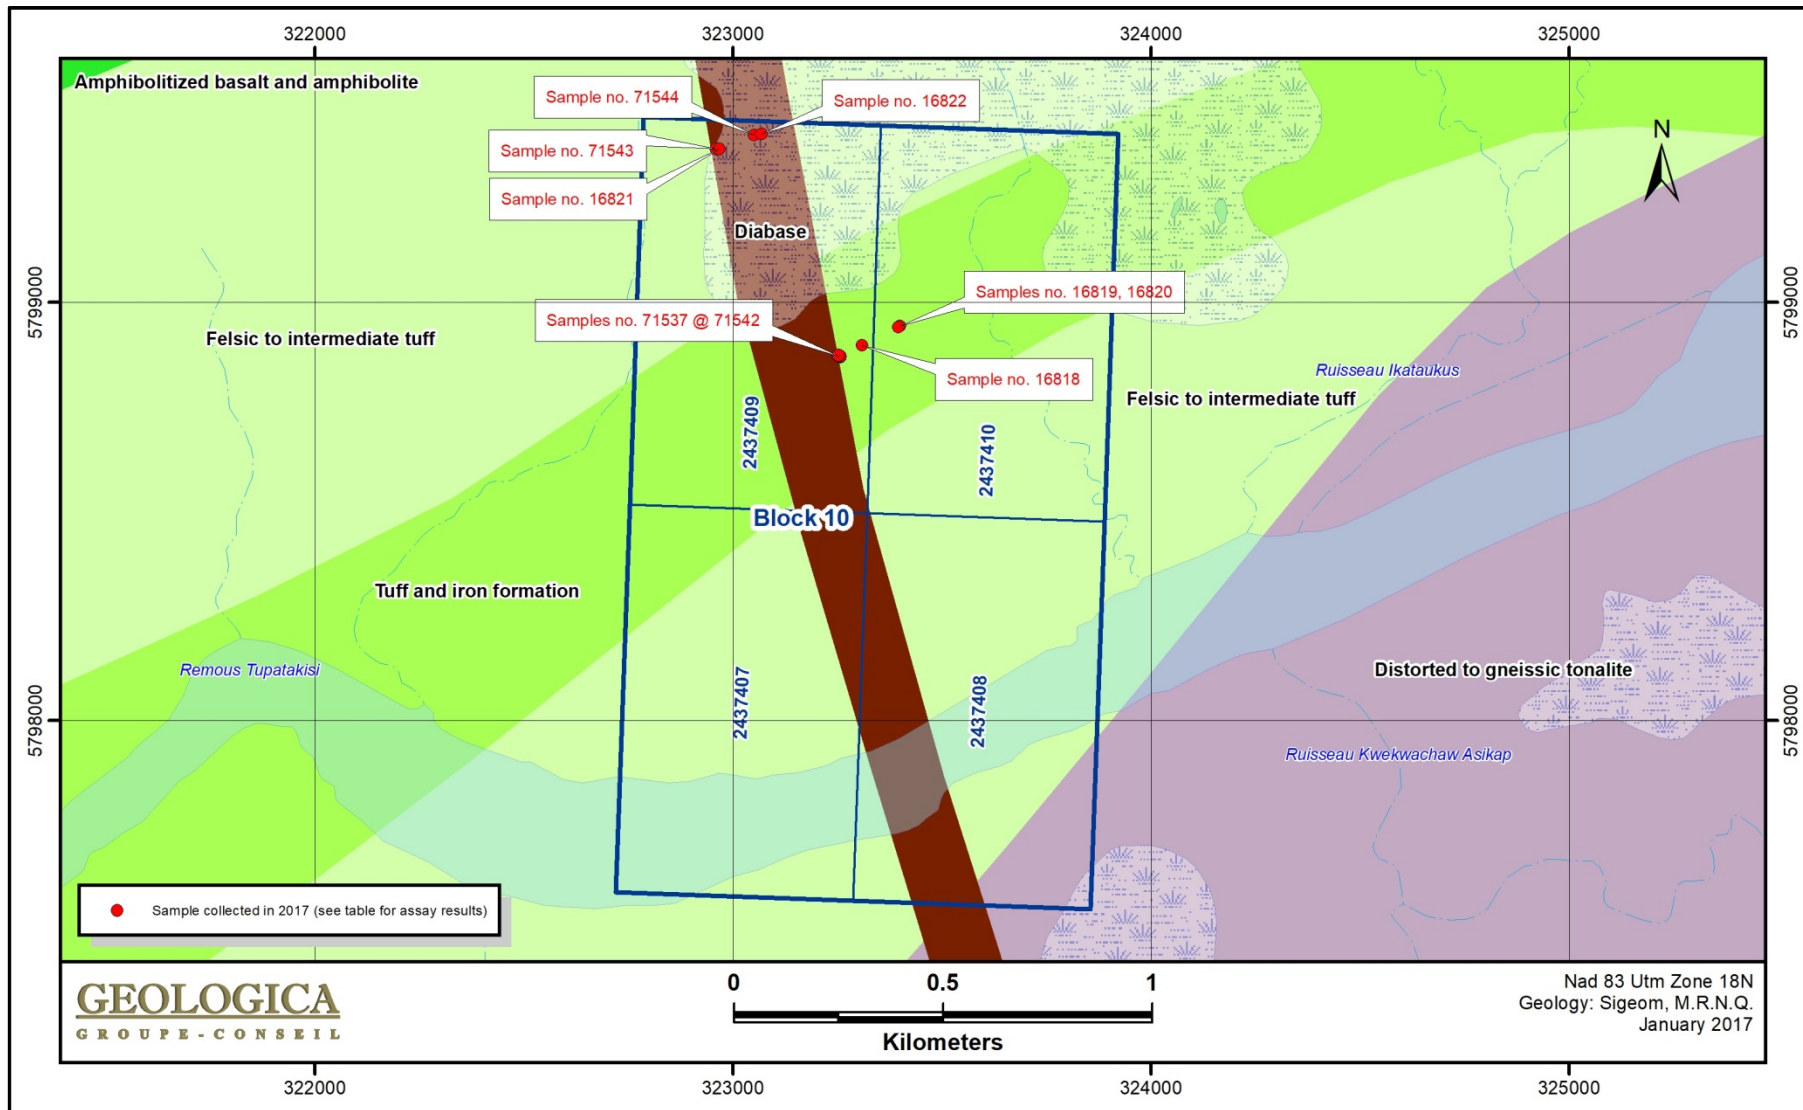 322000 323000 324000 325000
Amphibolitized basalt and amphibolite
Sample no. 71544
Sample no. 16822
N
Sample no. 71543
Sample no. 16821
Diabase
5799000
5799000
Samples no. 16819, 16820
Samples no. 71537 @ 71542
Felsic to intermediate tuff
Sample no. 16818
Ruisseau Ikataukus
Felsic to intermediate tuff
2437409
2437410
Block 10
Tuff and iron formation
Remous Tupatakisi
Distorted to gneissic tonalite
2437407
2437408
5798000
5798000
Ruisseau Kwekwachaw Asikap
Sample collected in 2017 (see table for assay results)
GEOLOGICA
GROUPE-CONSEIL
0 0.5 1
Kilometers
Nad 83 Utm Zone 18N
Geology: Sigeom, M.R.N.Q.
January 2017
322000 323000 324000 325000